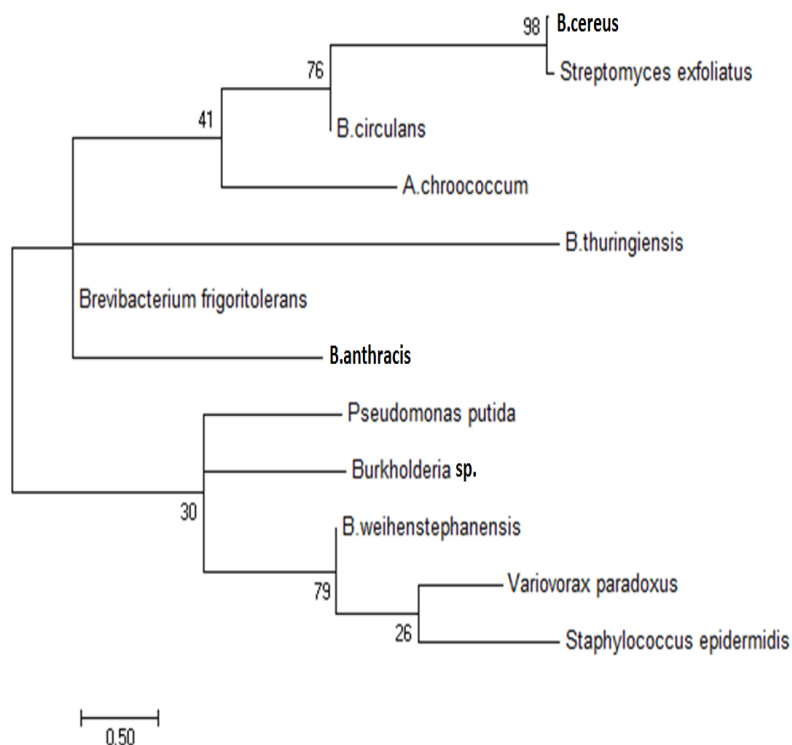 98
B.cereus
Streptomyces exfoliatus
76
B.circulans
41
A.chroococcum
B.thuringiensis
Brevibacterium frigoritolerans
B.anthracis
Pseudomonas putida
Burkholderia sp.
30
B.weihenstephanensis
79
Variovorax paradoxus
26
Staphylococcus epidermidis
0.50